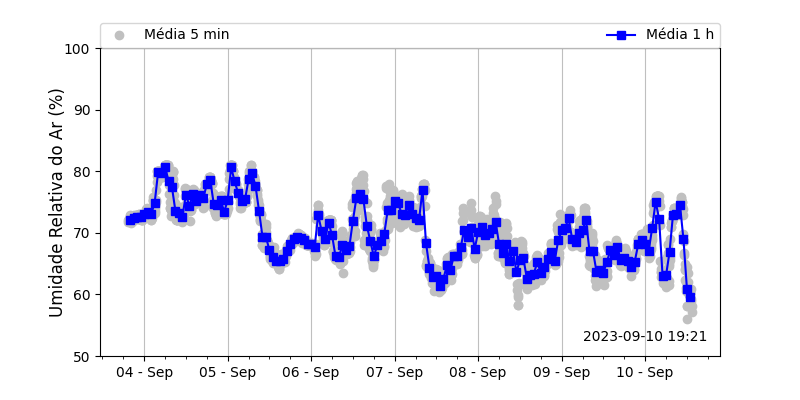 Média 5 min
Média 1 h
Umidade Relativa do Ar (%)
100
90
80
70
60
50
2023-09-10 19:21
04 - Sep
05 - Sep
06 - Sep
07 - Sep
08 - Sep
09 - Sep
10 - Sep